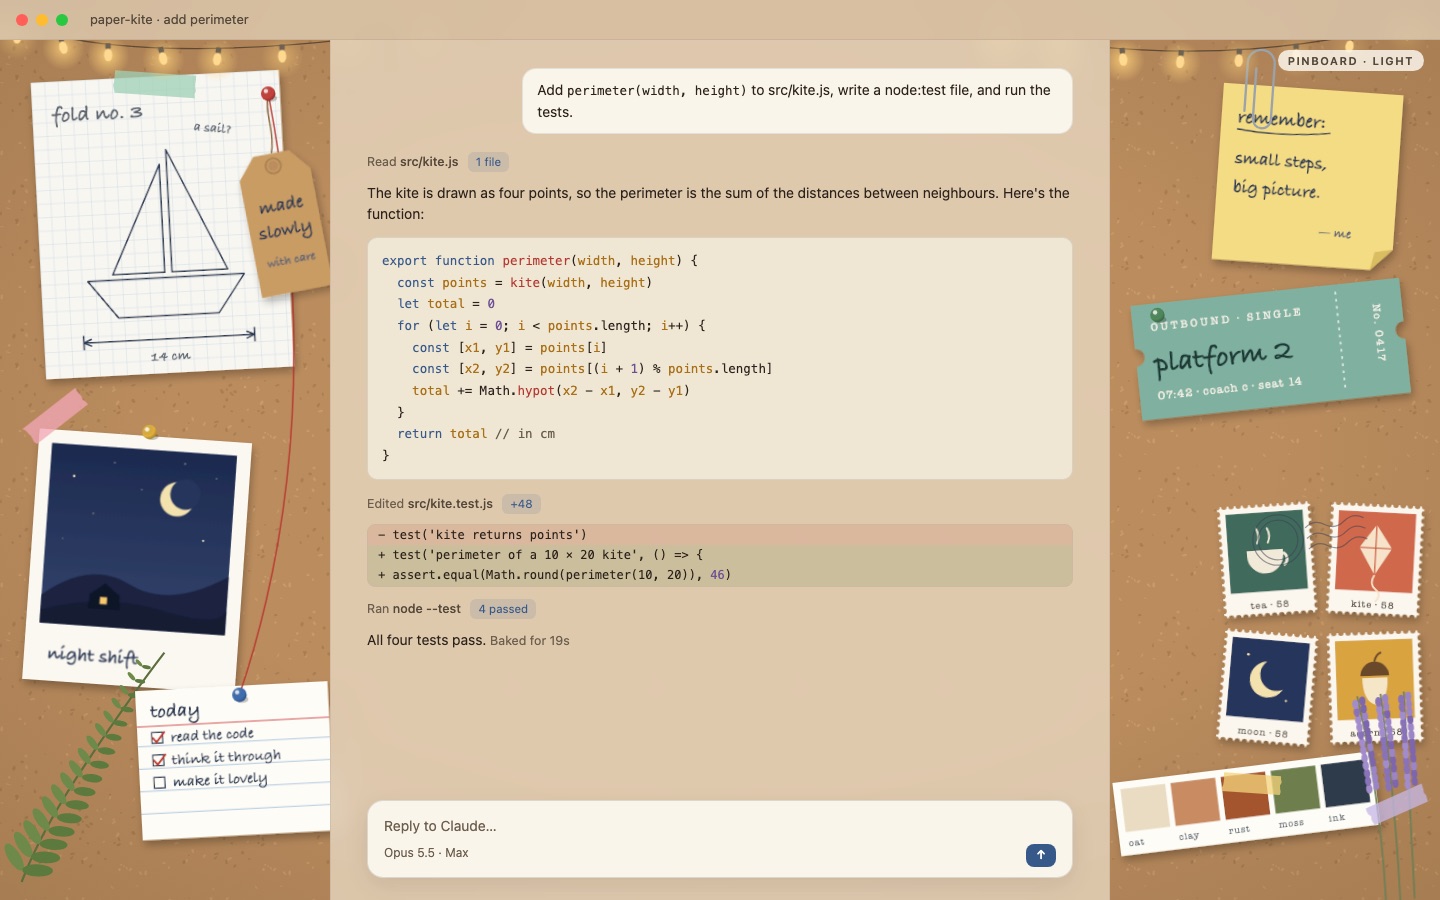 paper-kite · add perimeter
fold no. 3
a sail?
made
slowly
with care
14 cm
night shift
today
read the code
think it through
make it lovely
Add perimeter(width, height) to src/kite.js, write a node:test file, and run the
tests.
Read src/kite.js 1 file
The kite is drawn as four points, so the perimeter is the sum of the distances between neighbours. Here's the
function:
export function perimeter(width, height) {
const points = kite(width, height)
let total = 0
for (let i = 0; i < points.length; i++) {
const [x1, y1] = points[i]
const [x2, y2] = points[(i + 1) % points.length]
total += Math.hypot(x2 − x1, y2 − y1)
}
return total // in cm
}
Edited src/kite.test.js +48
− test('kite returns points')
+ test('perimeter of a 10 × 20 kite', () => {
+ assert.equal(Math.round(perimeter(10, 20)), 46)
Ran node --test 4 passed
All four tests pass. Baked for 19s
Reply to Claude...
Opus 5.5 · Max
PINBOARD · LIGHT
remember:
small steps,
big picture.
— me
OUTBOUND · SINGLE
platform 2
07:42 · coach c · seat 14
No. 0417
tea · 58
kite · 58
moon · 58
oat
clay
rust
moss
ink